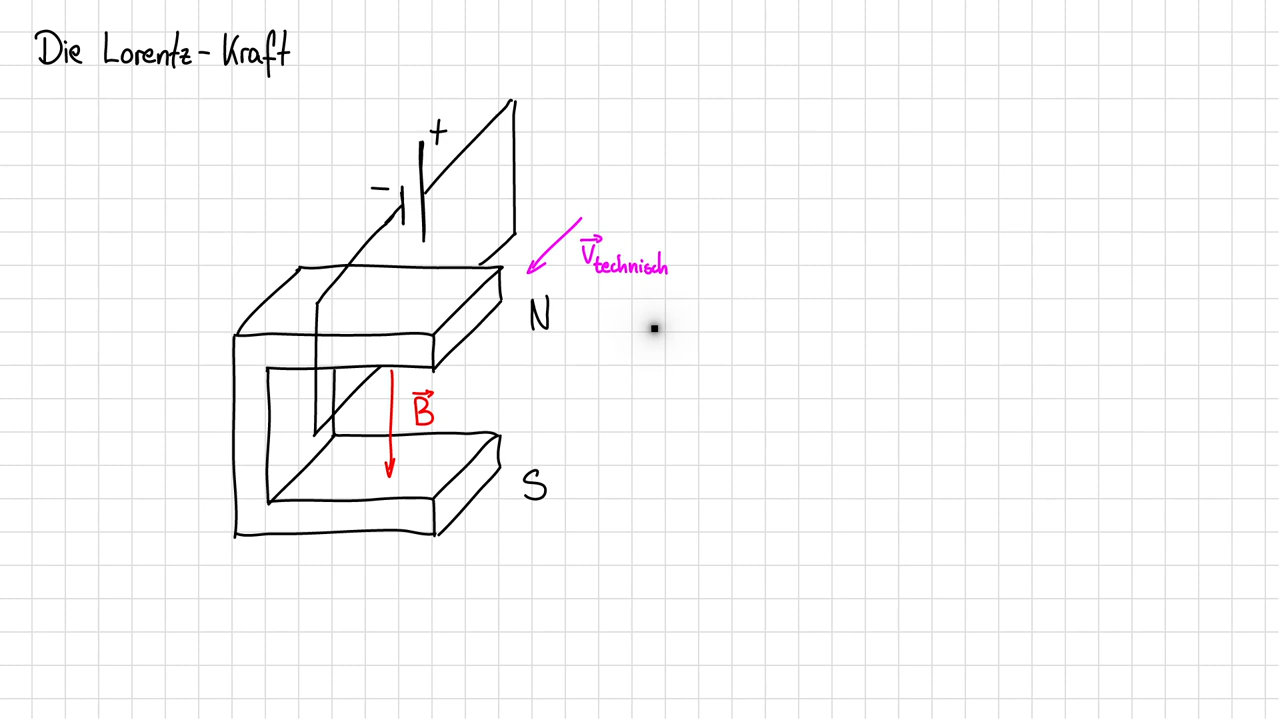 Die Lorentz-Kraft
+
−
v⃗ technisch
N
B⃗
S